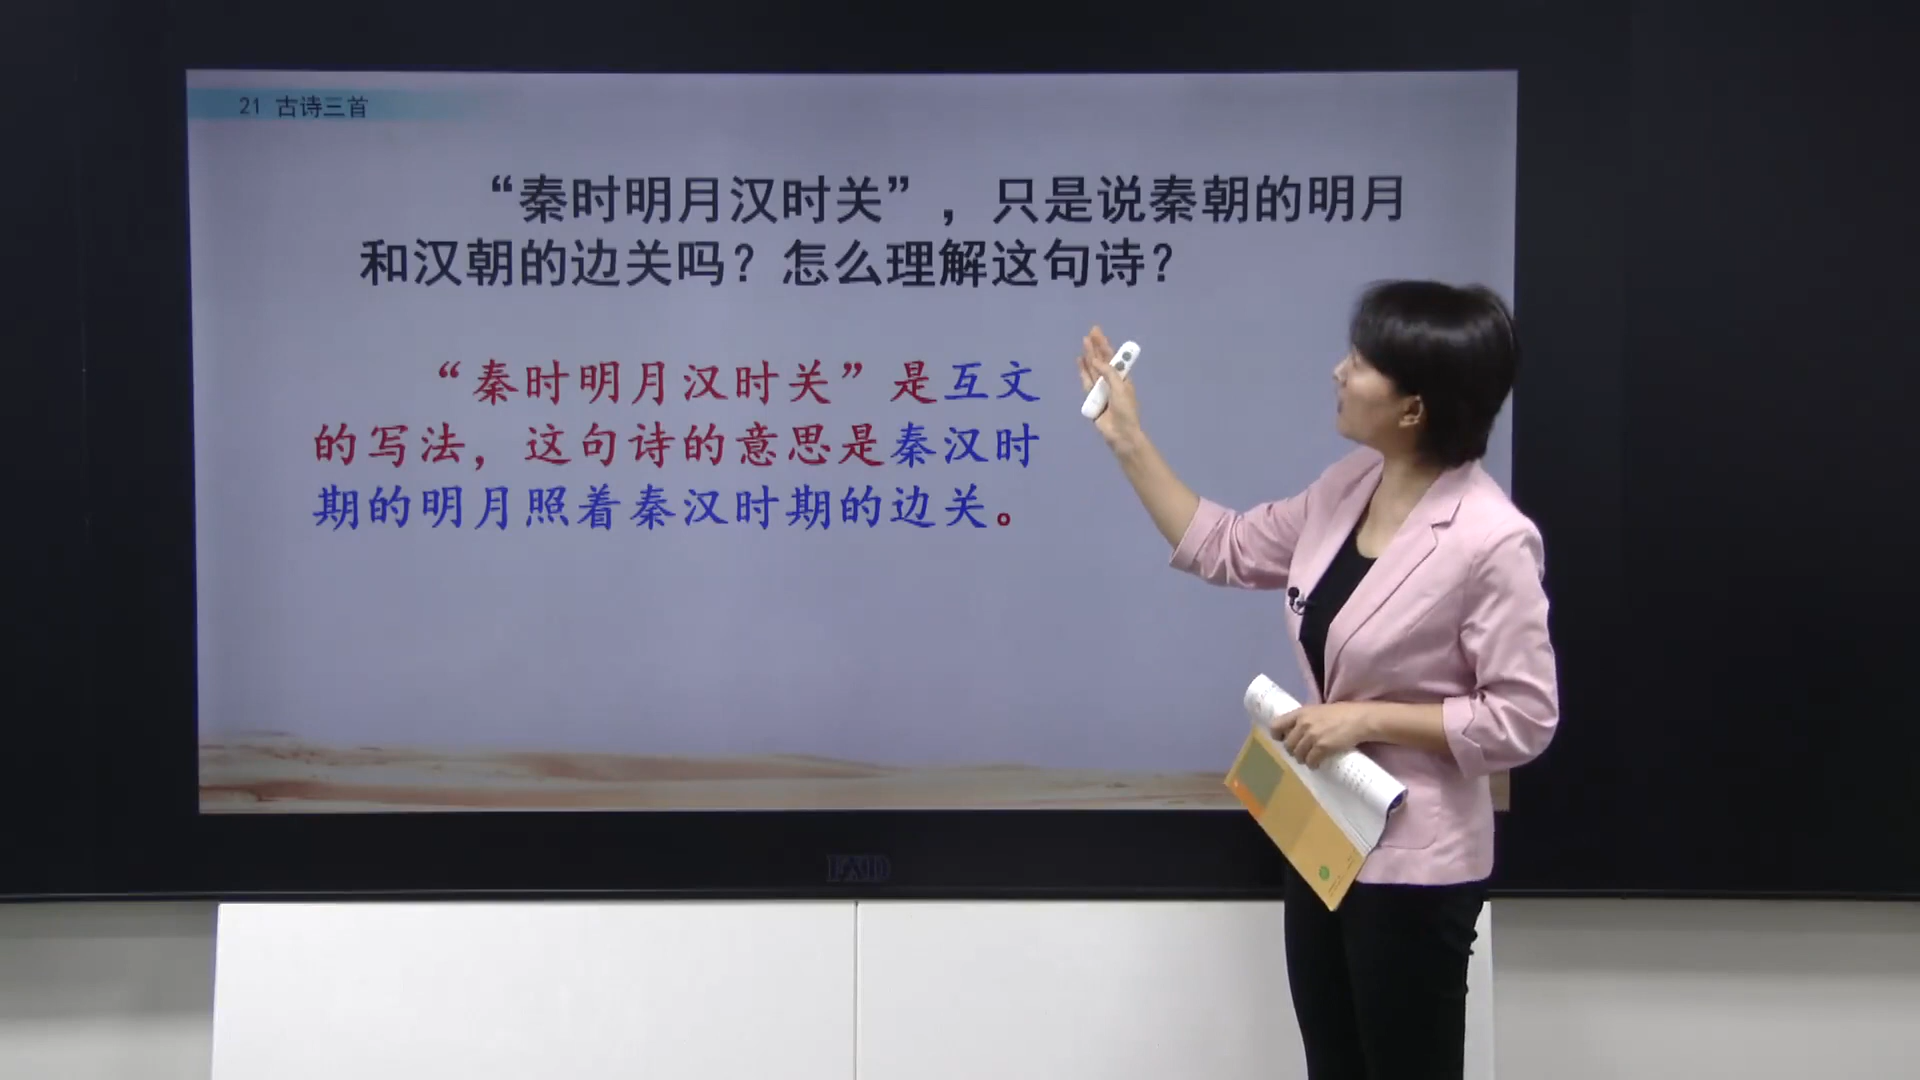 21 古诗三首
“秦时明月汉时关”，只是说秦朝的明月
和汉朝的边关吗？怎么理解这句诗？
“秦时明月汉时关”是互文
的写法，这句诗的意思是秦汉时
期的明月照着秦汉时期的边关。